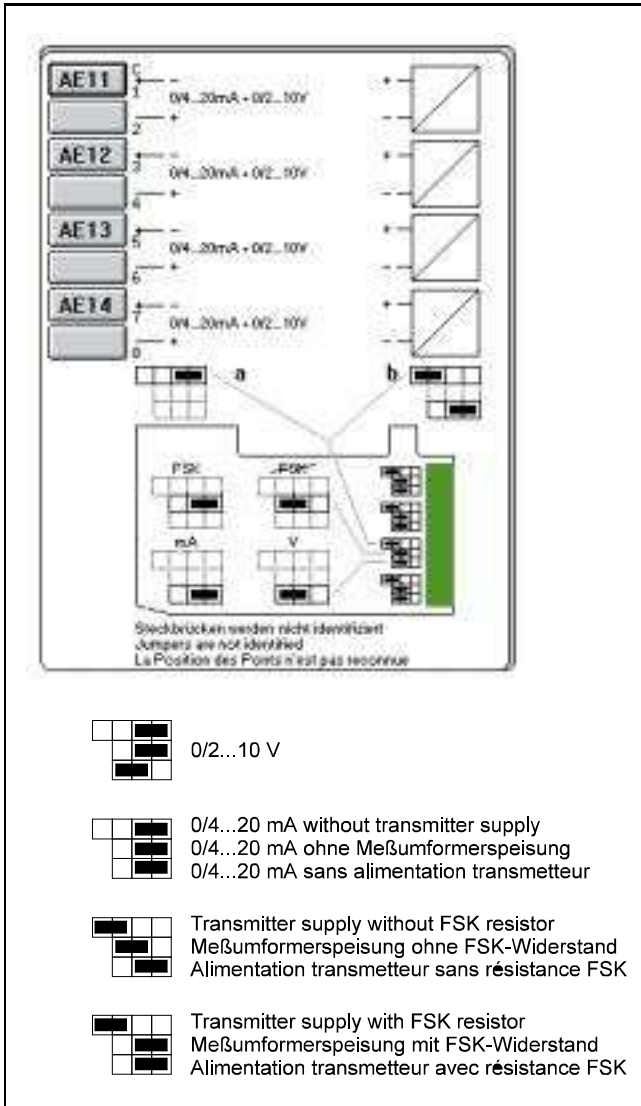 AE11
C
1
− 
+ −
0/4...20mA + 0/2...10V
2
+
−
AE12
3
−
+ −
0/4...20mA + 0/2...10V
4
+
−
AE13
5
−
+ −
0/4...20mA + 0/2...10V
6
+
−
AE14
7
−
+ −
0/4...20mA + 0/2...10V
8
+
−
a
b
FSK
mA
V
Steckbrücken werden nicht identifiziert
Jumpers are not identified
La Position des Ponts n'est pas reconnue
0/2...10 V
0/4...20 mA without transmitter supply
0/4...20 mA ohne Meßumformerspeisung
0/4...20 mA sans alimentation transmetteur
Transmitter supply without FSK resistor
Meßumformerspeisung ohne FSK-Widerstand
Alimentation transmetteur sans résistance FSK
Transmitter supply with FSK resistor
Meßumformerspeisung mit FSK-Widerstand
Alimentation transmetteur avec résistance FSK